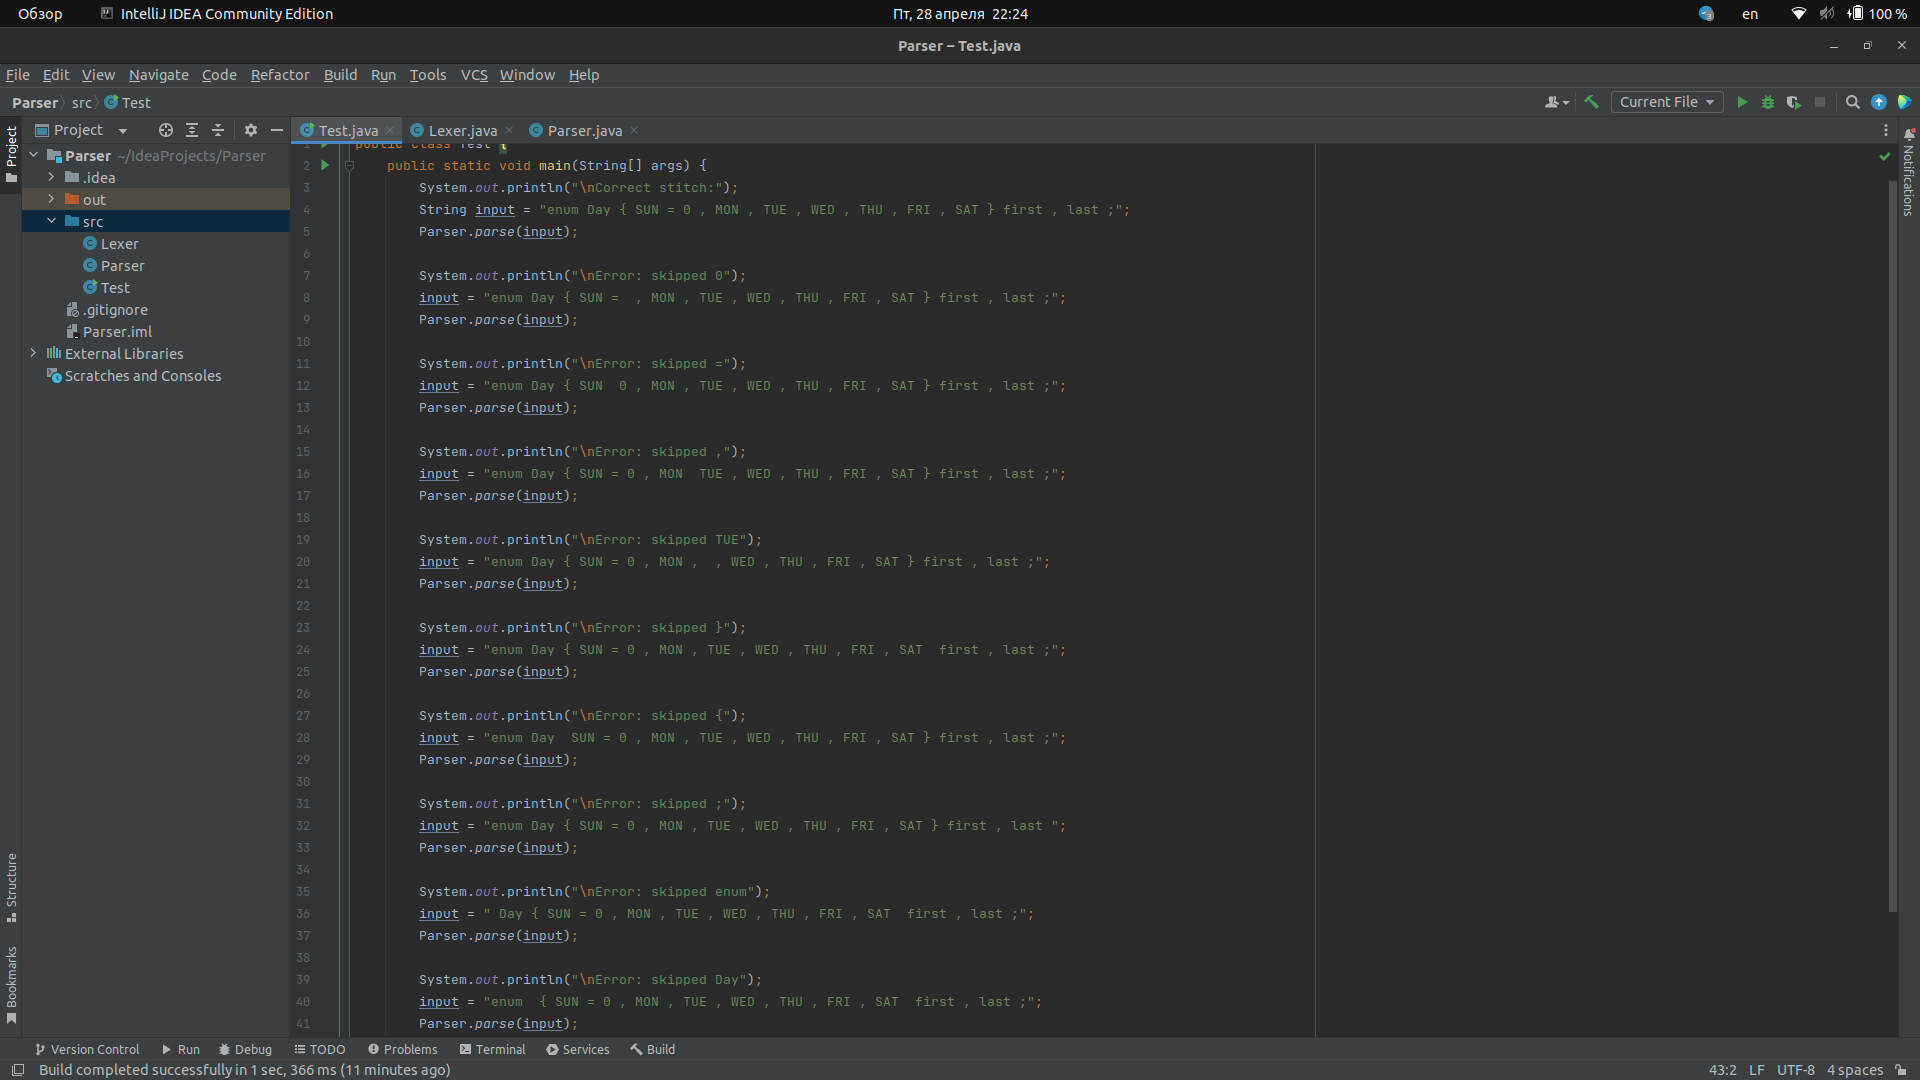 Обзор IntelliJ IDEA Community Edition Пт, 28 апреля 22:24 en 100 %
Parser – Test.java
File Edit View Navigate Code Refactor Build Run Tools VCS Window Help
Parser src Test Current File
Project
Test.java Lexer.java Parser.java
Project
Parser ~/IdeaProjects/Parser
.idea
out
src
Lexer
Parser
Test
.gitignore
Parser.iml
External Libraries
Scratches and Consoles
Structure
Bookmarks
Notifications
1 public class Test {
2 public static void main(String[] args) {
3 System.out.println("\nCorrect stitch:");
4 String input = "enum Day { SUN = 0 , MON , TUE , WED , THU , FRI , SAT } first , last ;";
5 Parser.parse(input);
6
7 System.out.println("\nError: skipped 0");
8 input = "enum Day { SUN =  , MON , TUE , WED , THU , FRI , SAT } first , last ;";
9 Parser.parse(input);
10
11 System.out.println("\nError: skipped =");
12 input = "enum Day { SUN  0 , MON , TUE , WED , THU , FRI , SAT } first , last ;";
13 Parser.parse(input);
14
15 System.out.println("\nError: skipped ,");
16 input = "enum Day { SUN = 0 , MON  TUE , WED , THU , FRI , SAT } first , last ;";
17 Parser.parse(input);
18
19 System.out.println("\nError: skipped TUE");
20 input = "enum Day { SUN = 0 , MON ,  , WED , THU , FRI , SAT } first , last ;";
21 Parser.parse(input);
22
23 System.out.println("\nError: skipped }");
24 input = "enum Day { SUN = 0 , MON , TUE , WED , THU , FRI , SAT  first , last ;";
25 Parser.parse(input);
26
27 System.out.println("\nError: skipped {");
28 input = "enum Day  SUN = 0 , MON , TUE , WED , THU , FRI , SAT } first , last ;";
29 Parser.parse(input);
30
31 System.out.println("\nError: skipped ;");
32 input = "enum Day { SUN = 0 , MON , TUE , WED , THU , FRI , SAT } first , last ";
33 Parser.parse(input);
34
35 System.out.println("\nError: skipped enum");
36 input = " Day { SUN = 0 , MON , TUE , WED , THU , FRI , SAT  first , last ;";
37 Parser.parse(input);
38
39 System.out.println("\nError: skipped Day");
40 input = "enum  { SUN = 0 , MON , TUE , WED , THU , FRI , SAT  first , last ;";
41 Parser.parse(input);
Version Control Run Debug TODO Problems Terminal Services Build
Build completed successfully in 1 sec, 366 ms (11 minutes ago) 43:2 LF UTF-8 4 spaces